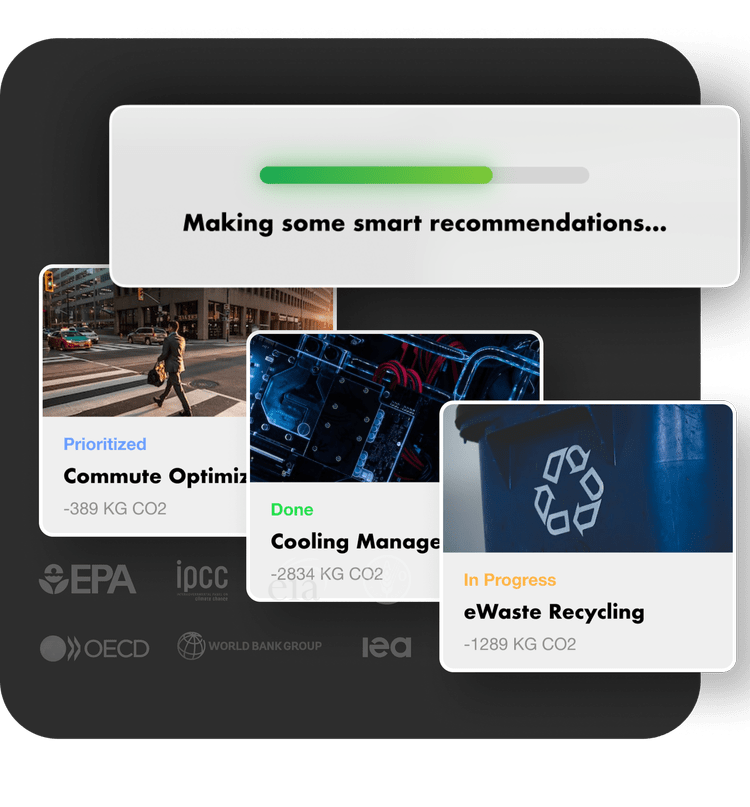 Making some smart recommendations...
Prioritized
Commute Optimiz
-389 KG CO2
Done
Cooling Manage
-2834 KG CO2
In Progress
eWaste Recycling
-1289 KG CO2
EPA
ipcc
eia
OECD
WORLD BANK GROUP
iea